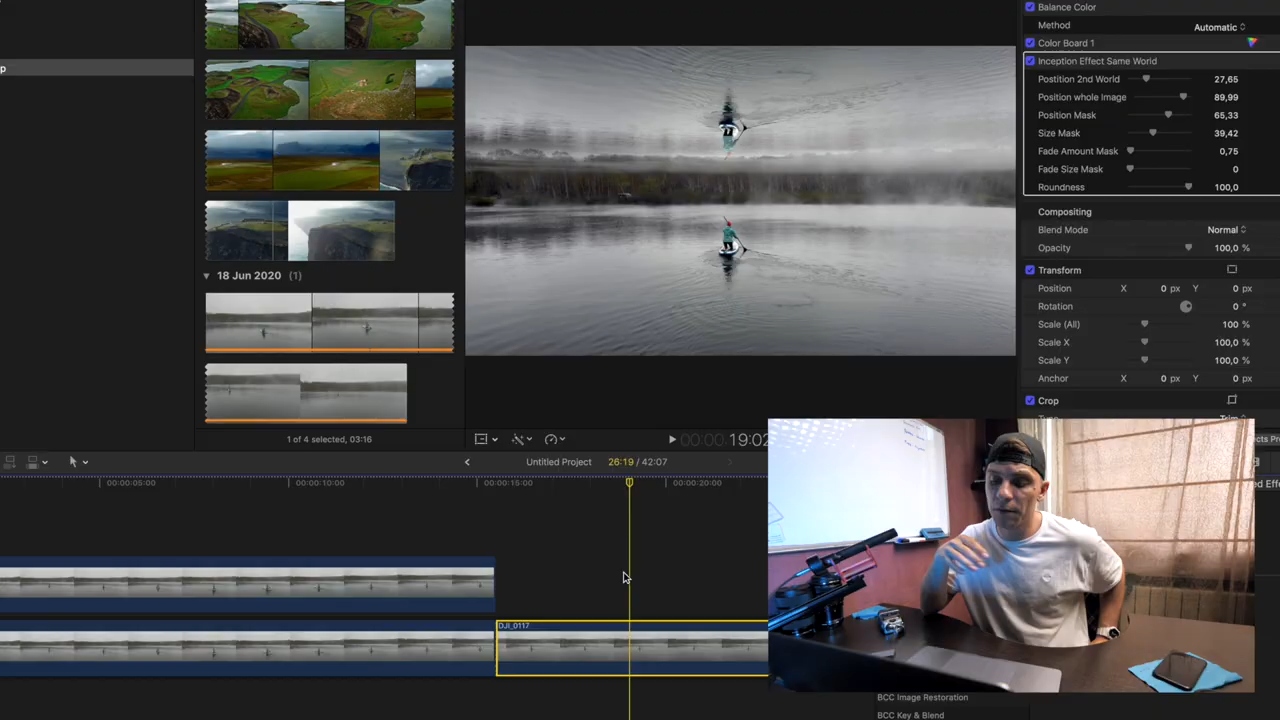 p
18 Jun 2020 (1)
1 of 4 selected, 03:16
Balance Color
Method Automatic
Color Board 1
Inception Effect Same World
Postition 2nd World 27,65
Position whole Image 89,99
Position Mask 65,33
Size Mask 39,42
Fade Amount Mask 0,75
Fade Size Mask 0
Roundness 100,0
Compositing
Blend Mode Normal
Opacity 100,0 %
Transform
Position X 0 px Y 0 px
Rotation 0 °
Scale (All) 100 %
Scale X 100,0 %
Scale Y 100,0 %
Anchor X 0 px Y 0 px
Crop
00:00:19:02
Untitled Project 26:19 / 42:07
00:00:05:00 00:00:10:00 00:00:15:00 00:00:20:00
DJI_0117
BCC Image Restoration
BCC Key & Blend